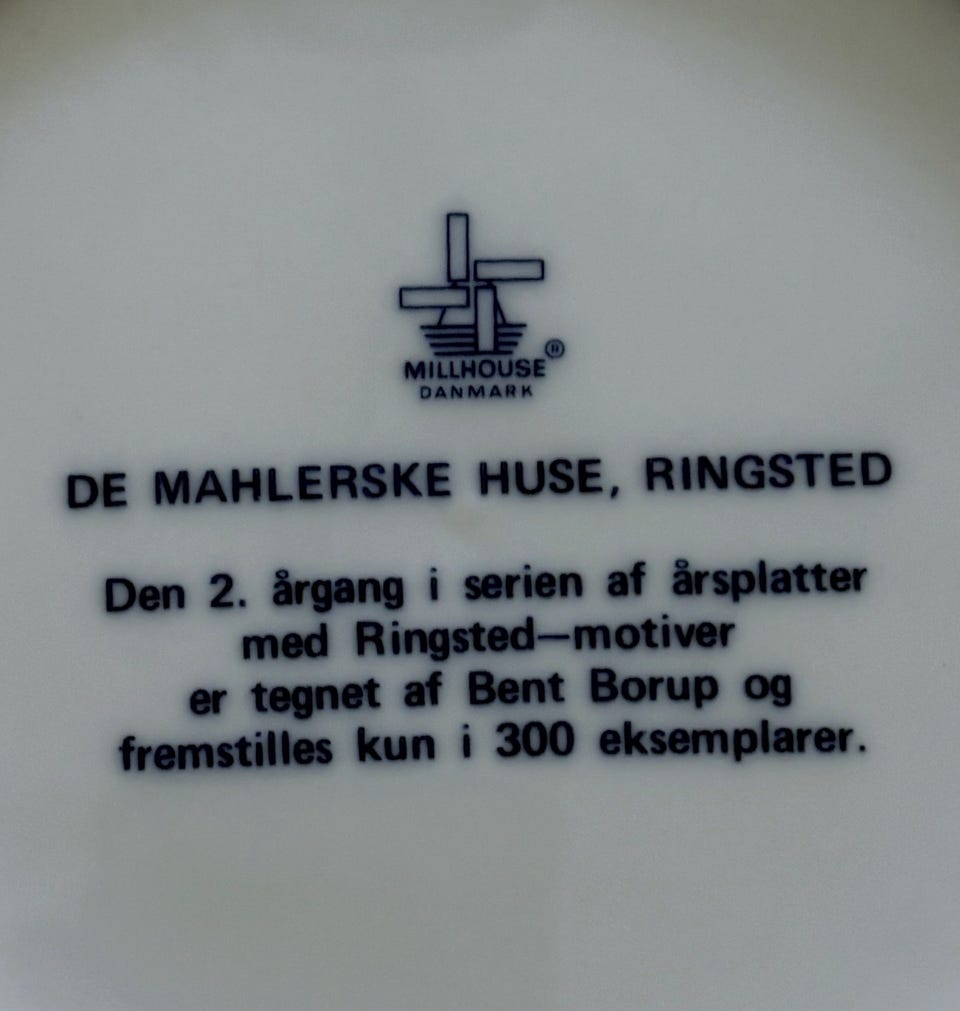 MILLHOUSE ®
DANMARK
DE MAHLERSKE HUSE, RINGSTED
Den 2. årgang i serien af årsplatter
med Ringsted—motiver
er tegnet af Bent Borup og
fremstilles kun i 300 eksemplarer.